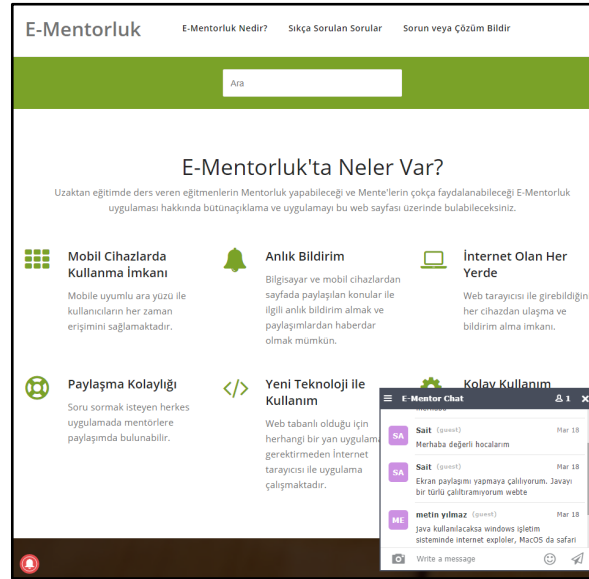 E-Mentorluk
E-Mentorluk Nedir? Sıkça Sorulan Sorular Sorun veya Çözüm Bildir
Ara
E-Mentorluk'ta Neler Var?
Uzaktan eğitimde ders veren eğitmenlerin Mentorluk yapabileceği ve Mente'lerin çokça faydalanabileceği E-Mentorluk
uygulaması hakkında bütünaçıklama ve uygulamayı bu web sayfası üzerinde bulabileceksiniz.
Mobil Cihazlarda
Kullanma İmkanı
Mobile uyumlu ara yüzü ile
kullanıcıların her zaman
erişimini sağlamaktadır.
Anlık Bildirim
Bilgisayar ve mobil cihazlardan
sayfada paylaşılan konular ile
ilgili anlık bildirim almak ve
paylaşımlardan haberdar
olmak mümkün.
İnternet Olan Her
Yerde
Web tarayıcısı ile girebildiğin
her cihazdan ulaşma ve
bildirim alma imkanı.
Paylaşma Kolaylığı
Soru sormak isteyen herkes
uygulamada mentörlere
paylaşımda bulunabilir.
Yeni Teknoloji ile
Kullanım
Web tabanlı olduğu için
herhangi bir yan uygulama
gerektirmeden İnternet
tarayıcısı ile uygulama
çalışmaktadır.
Kolay Kullanım
E-Mentor Chat 1 X
merhaba
SA Sait (guest) Mar 18
Merhaba değerli hocalarım
SA Sait (guest) Mar 18
Ekran paylaşımı yapmaya çalılıyorum. Javayı
bir türlü çalıltıramıyorum webte
ME metin yılmaz (guest) Mar 18
java kullanılacaksa windows işletim
sisteminde internet exploler, MacOS da safari
Write a message